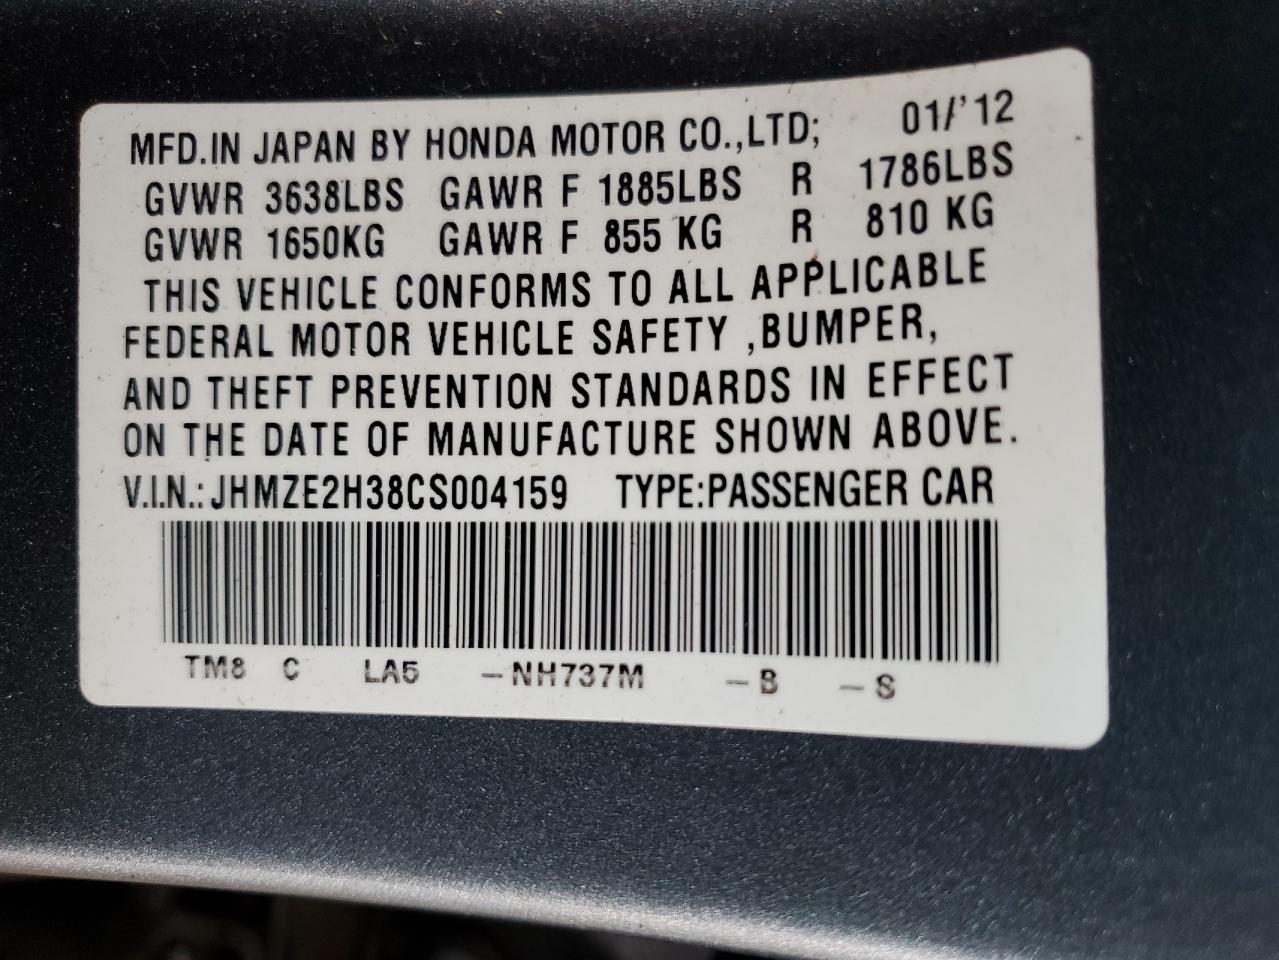 MFD.IN JAPAN BY HONDA MOTOR CO.,LTD; 01/'12
GVWR 3638LBS GAWR F 1885LBS R 1786LBS
GVWR 1650KG GAWR F 855 KG R 810 KG
THIS VEHICLE CONFORMS TO ALL APPLICABLE
FEDERAL MOTOR VEHICLE SAFETY ,BUMPER,
AND THEFT PREVENTION STANDARDS IN EFFECT
ON THE DATE OF MANUFACTURE SHOWN ABOVE.
V.I.N.: JHMZE2H38CS004159 TYPE:PASSENGER CAR
TM8 C LA5 –NH737M –B –S